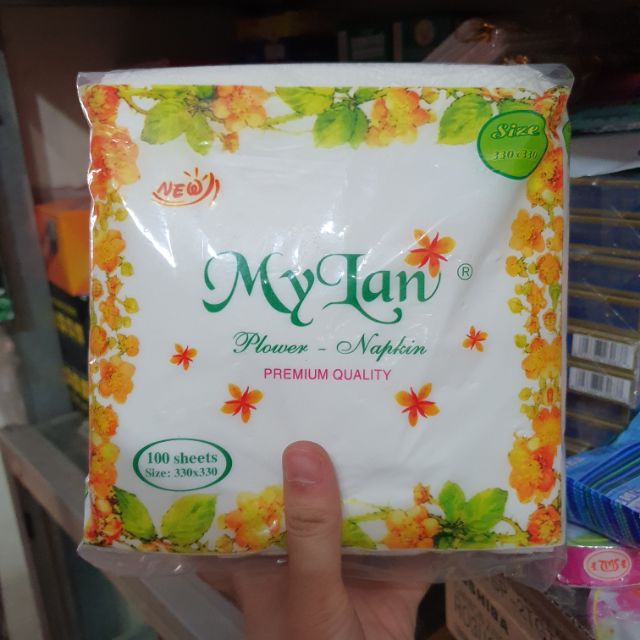 Size
330x330
NEW
MyLan ®
Plower - Napkin
PREMIUM QUALITY
100 sheets
Size: 330x330